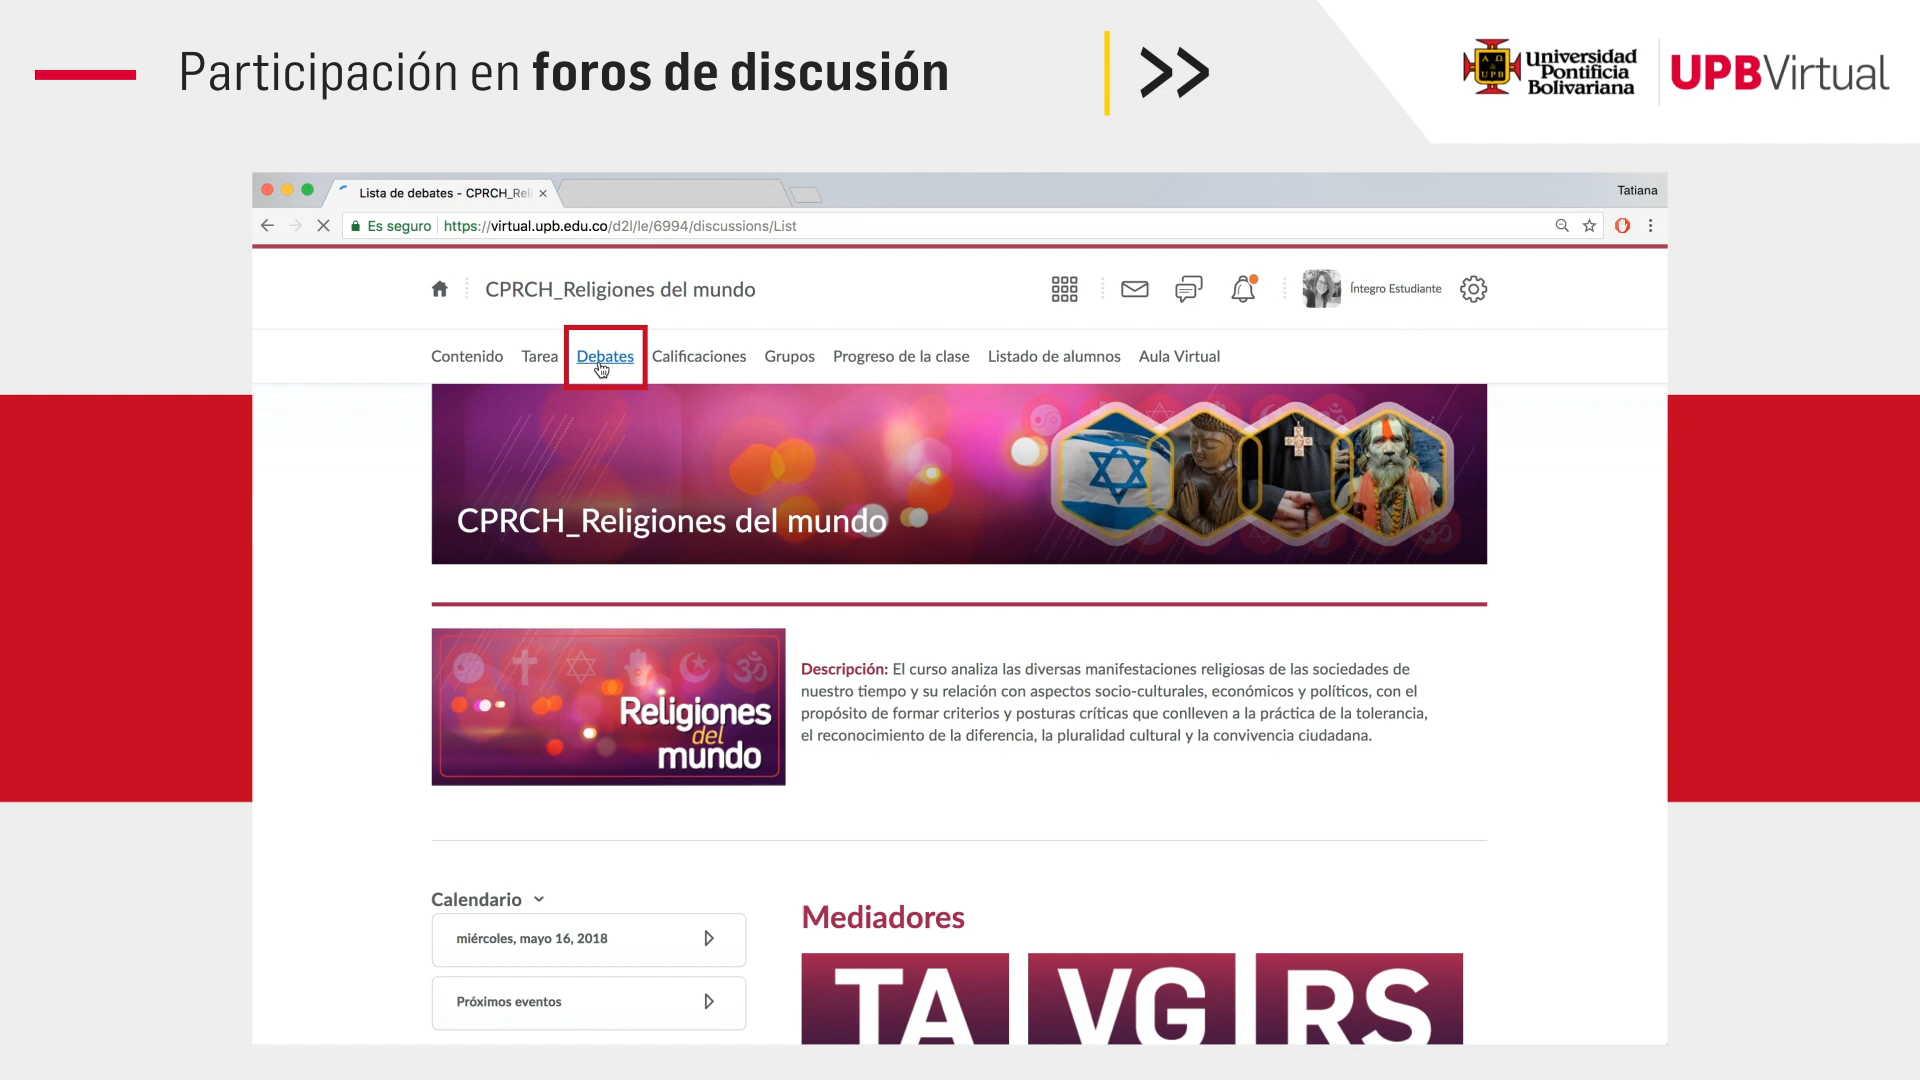 Participación en foros de discusión
Universidad
Pontificia
Bolivariana
UPBVirtual
A Ω
UPB
Lista de debates - CPRCH_Reli
Tatiana
Es seguro
https://virtual.upb.edu.co/d2l/le/6994/discussions/List
CPRCH_Religiones del mundo
Íntegro Estudiante
Contenido Tarea Debates Calificaciones Grupos Progreso de la clase Listado de alumnos Aula Virtual
CPRCH_Religiones del mundo
Religiones
del
mundo
Descripción: El curso analiza las diversas manifestaciones religiosas de las sociedades de
nuestro tiempo y su relación con aspectos socio-culturales, económicos y políticos, con el
propósito de formar criterios y posturas críticas que conlleven a la práctica de la tolerancia,
el reconocimiento de la diferencia, la pluralidad cultural y la convivencia ciudadana.
Calendario
miércoles, mayo 16, 2018
Próximos eventos
Mediadores
TA VG RS